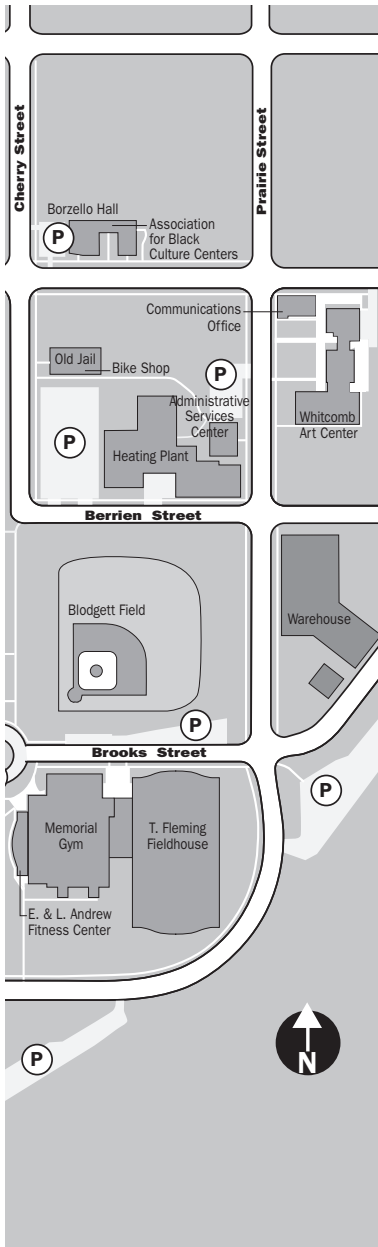 Cherry Street
Prairie Street
Borzello Hall
P
Association
for Black
Culture Centers
Communications
Office
Old Jail
Bike Shop
P
Administrative
Services
Center
Whitcomb
Art Center
P
Heating Plant
Berrien Street
Blodgett Field
Warehouse
P
Brooks Street
P
Memorial
Gym
T. Fleming
Fieldhouse
E. & L. Andrew
Fitness Center
N
P